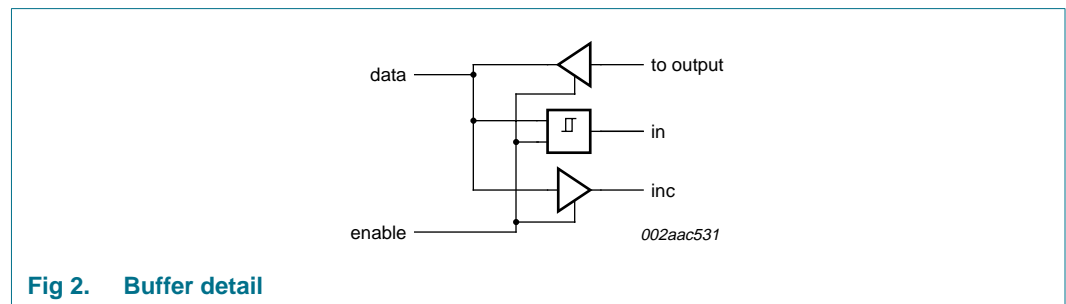 data
to output
in
inc
enable
002aac531
Fig 2. Buffer detail